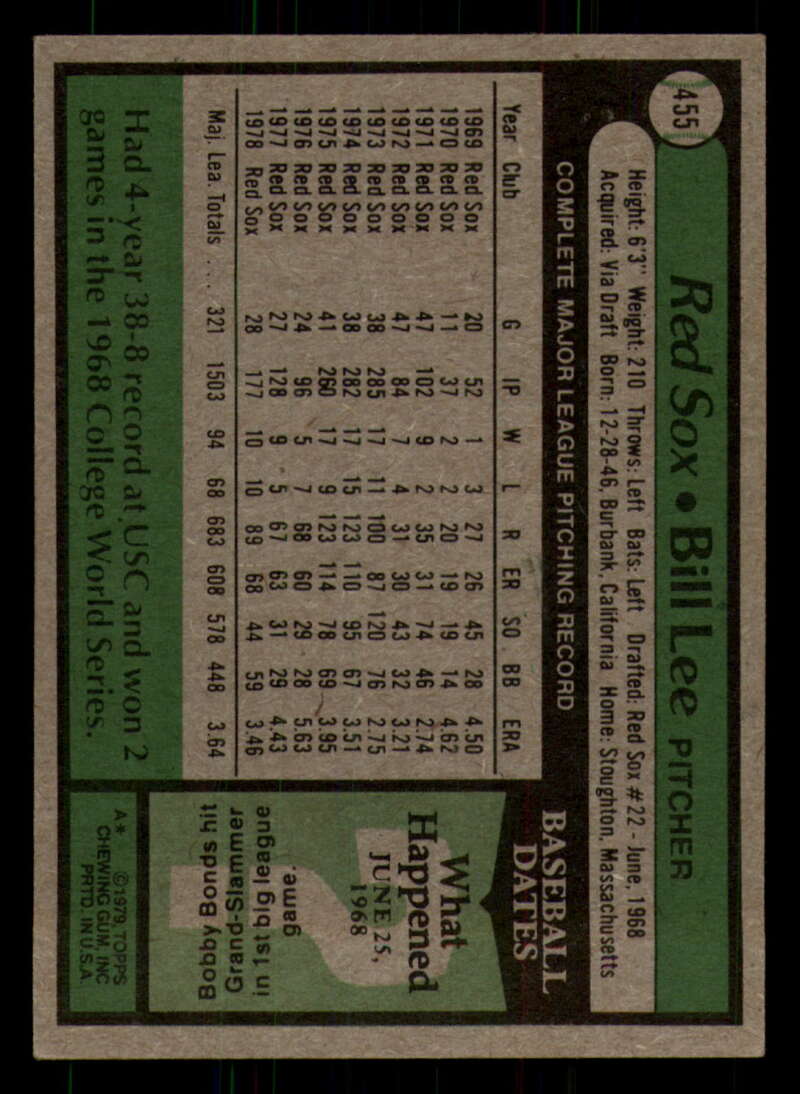 455
Red Sox • Bill Lee PITCHER
Height: 6'3" Weight: 210 Throws: Left Bats: Left Drafted: Red Sox #22 - June, 1968
Acquired: Via Draft Born: 12-28-46, Burbank, California Home: Stoughton, Massachusetts
COMPLETE MAJOR LEAGUE PITCHING RECORD
Year Club G IP W L R ER SO BB ERA
1969 Red Sox 20 52 1 3 27 26 45 28 4.50
1970 Red Sox 11 37 2 2 20 19 19 14 4.62
1971 Red Sox 47 102 9 2 35 31 74 46 2.74
1972 Red Sox 47 84 7 4 31 30 43 32 3.21
1973 Red Sox 38 285 17 11 100 87 120 76 2.75
1974 Red Sox 38 282 17 15 123 110 95 67 3.51
1975 Red Sox 41 260 17 9 123 114 78 69 3.95
1976 Red Sox 24 96 5 7 68 60 29 28 5.63
1977 Red Sox 27 128 9 5 67 63 31 29 4.43
1978 Red Sox 28 177 10 10 89 68 44 59 3.46
Maj. Lea. Totals . . . 321 1503 94 68 683 608 578 448 3.64
Had 4-year 38-8 record at USC and won 2
games in the 1968 College World Series.
BASEBALL
DATES
What
Happened
JUNE 25,
1968
Bobby Bonds hit
Grand-Slammer
in 1st big league
game.
A* ©1979 TOPPS
CHEWING GUM, INC
PRTD. IN U.S.A.